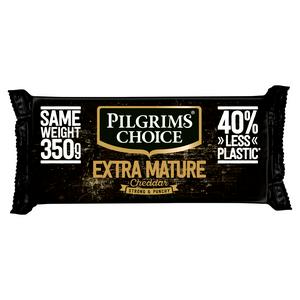 SAME
WEIGHT
350g
PILGRIMS'
CHOICE
EXTRA MATURE
Cheddar
STRONG & PUNCHY
40%
»LESS«
PLASTIC*